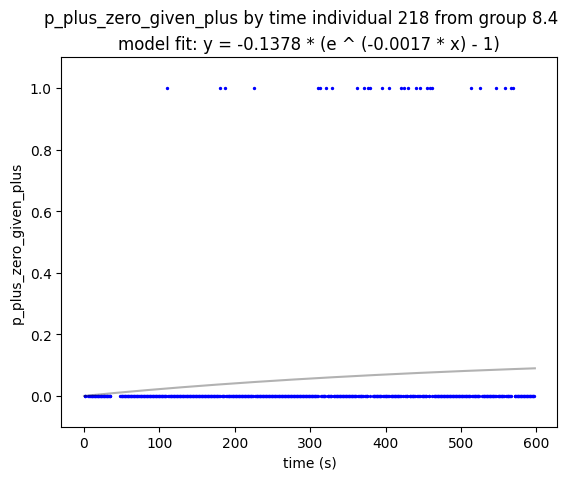 p_plus_zero_given_plus by time individual 218 from group 8.4
model fit: y = -0.1378 * (e ^ (-0.0017 * x) - 1)
1.0
0.8
0.6
0.4
0.2
0.0
p_plus_zero_given_plus
0 100 200 300 400 500 600
time (s)